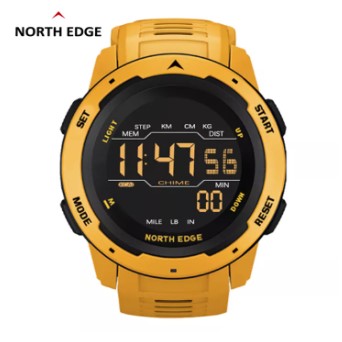 NORTH EDGE
SET
START
LIGHT
UP
STEP KM CM KG
MEM DIST
11:47 56
CHIME
MIN
00
MODE
RESET
DOWN
MILE LB IN
NORTH EDGE